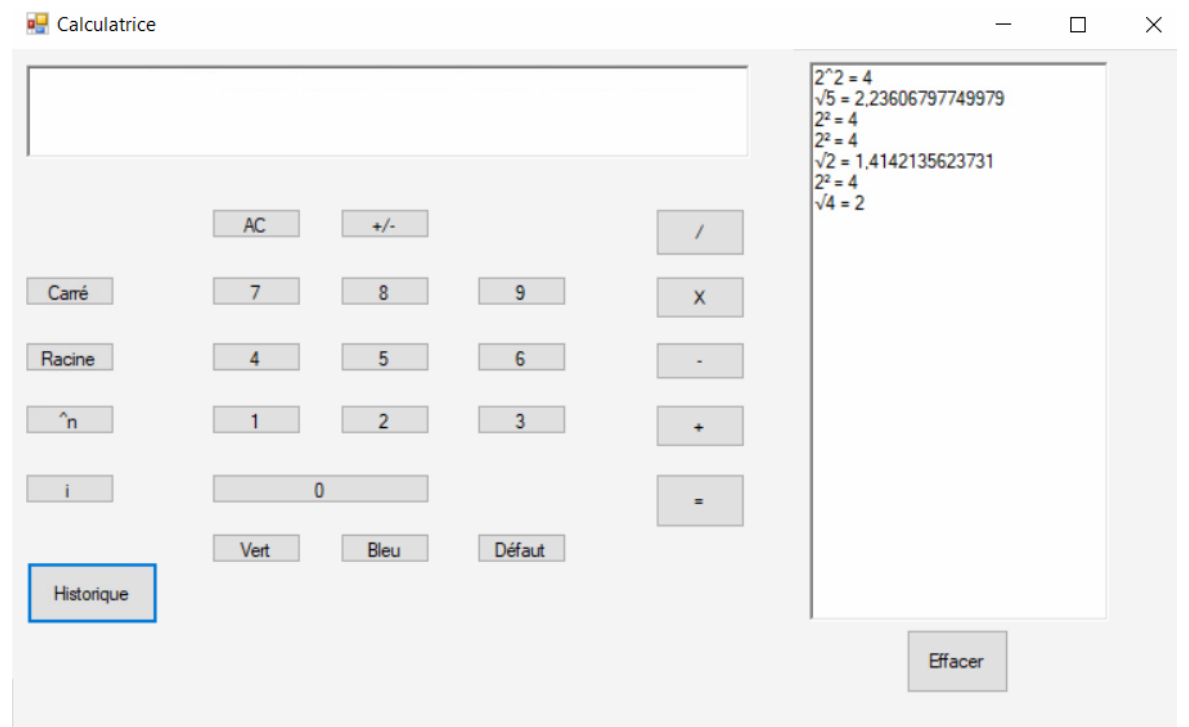 Calculatrice
2^2 = 4
√5 = 2,23606797749979
2² = 4
2² = 4
√2 = 1,4142135623731
2² = 4
√4 = 2
AC +/- /
Carré 7 8 9 X
Racine 4 5 6 -
^n 1 2 3 +
i 0 =
Vert Bleu Défaut
Historique
Effacer